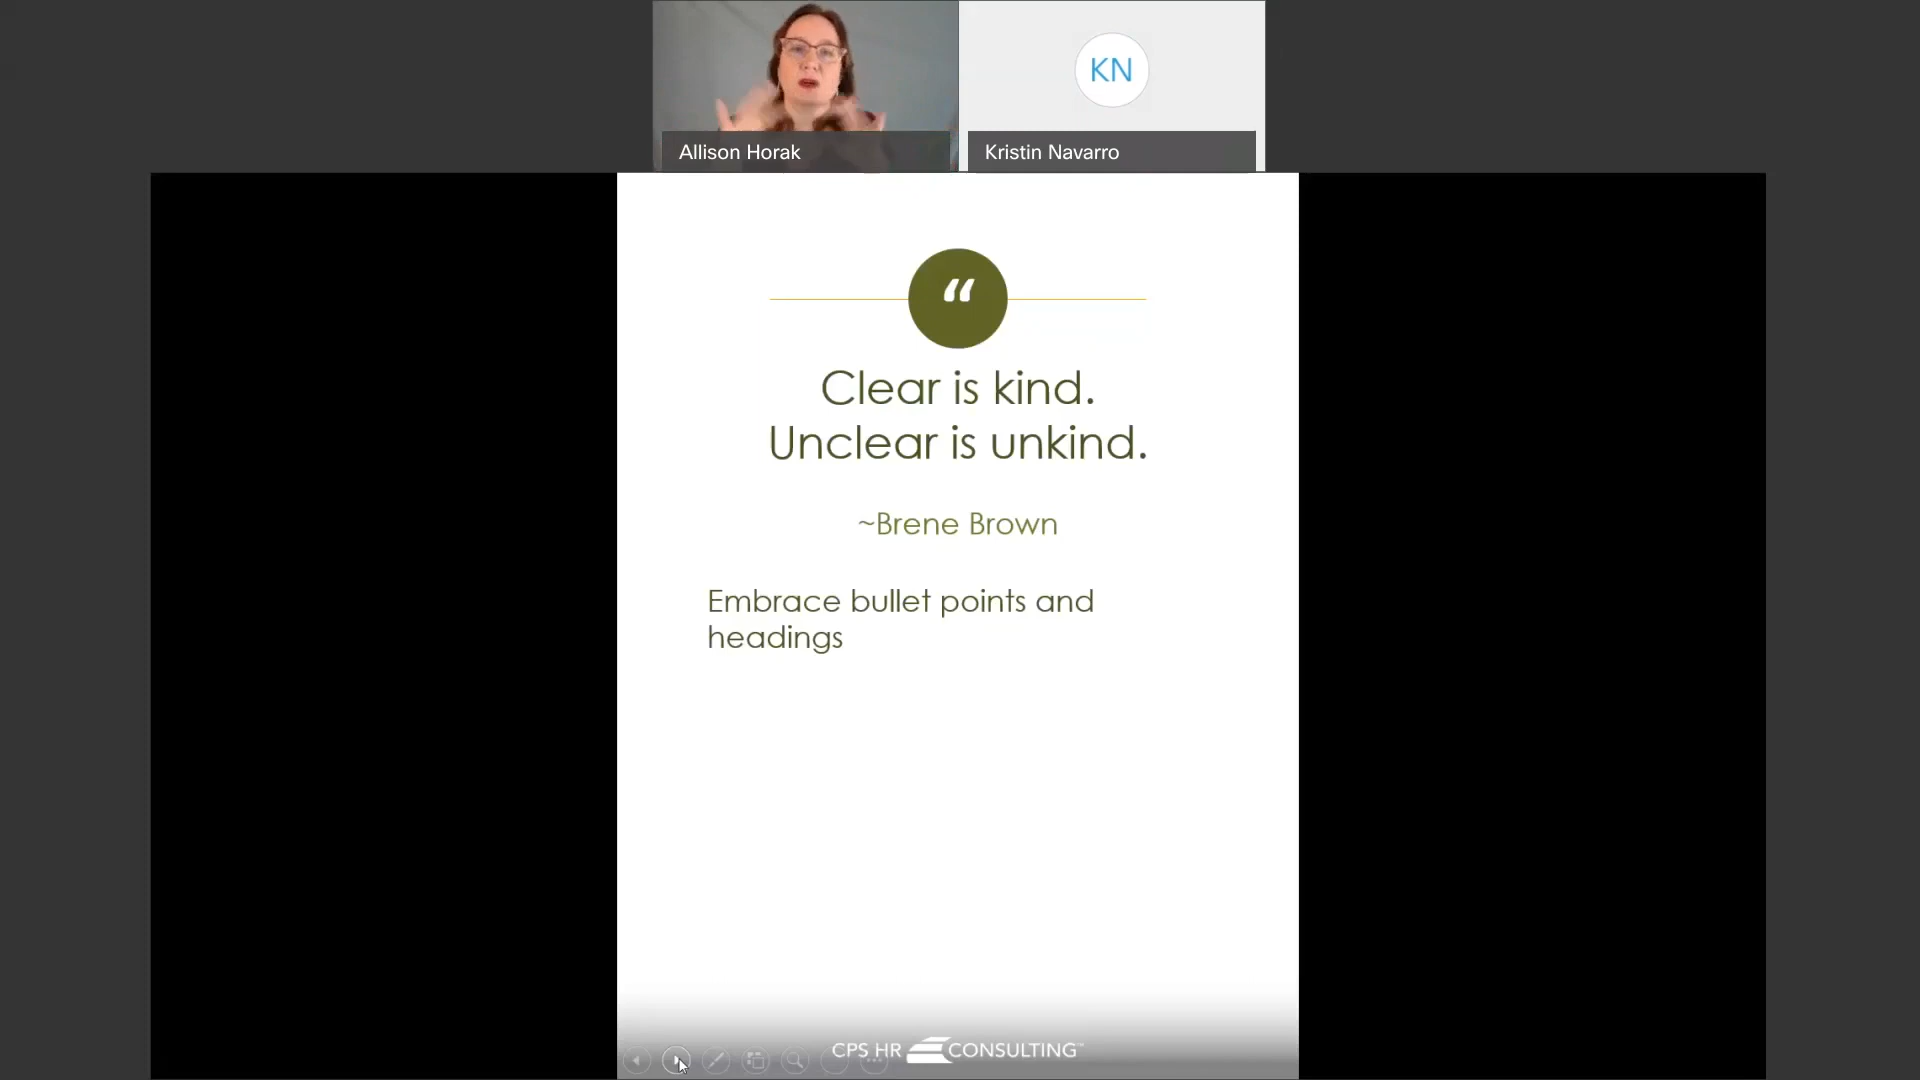 Allison Horak
KN
Kristin Navarro
“
Clear is kind.
Unclear is unkind.
~Brene Brown
Embrace bullet points and
headings
CPS HR CONSULTING™